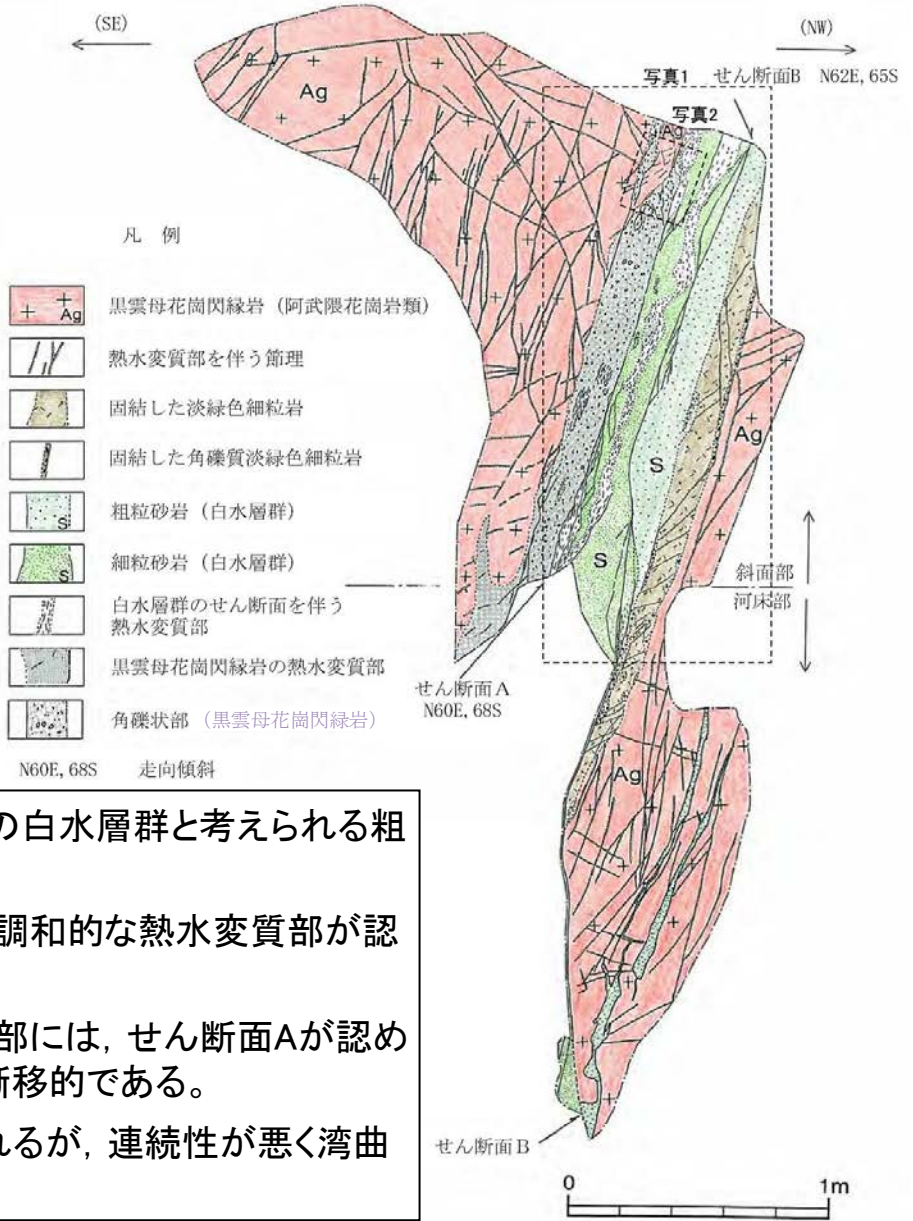 (SE)
(NW)
写真1
せん断面B N62E, 65S
写真2
Ag
Ag
凡 例
Ag
黒雲母花崗閃緑岩 (阿武隈花崗岩類)
熱水変質部を伴う節理
固結した淡緑色細粒岩
固結した角礫質淡緑色細粒岩
S
粗粒砂岩 (白水層群)
S
細粒砂岩 (白水層群)
白水層群のせん断面を伴う
熱水変質部
黒雲母花崗閃緑岩の熱水変質部
角礫状部 (黒雲母花崗閃緑岩)
N60E, 68S 走向傾斜
Ag
S
S
斜面部
河床部
せん断面A
N60E, 68S
Ag
せん断面B
0 1m
の白水層群と考えられる粗
調和的な熱水変質部が認
部には, せん断面Aが認め
漸移的である。
れるが, 連続性が悪く湾曲